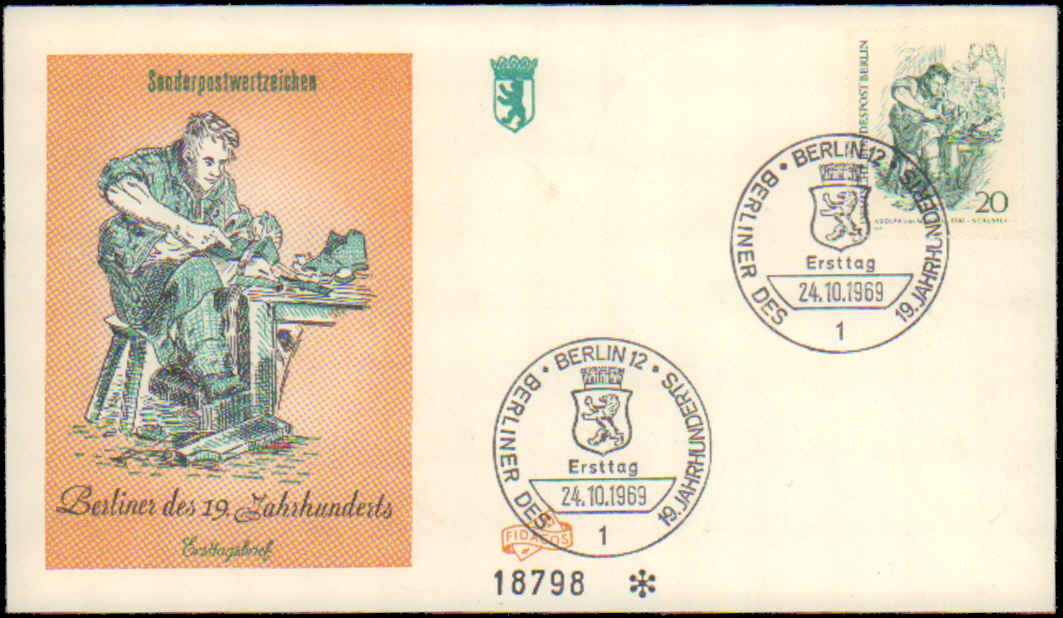 Sonderpostwertzeichen
Berliner des 19. Jahrhunderts
Ersttagsbrief
POST BERLIN
20
BERLIN 12
BERLINER DES 19. JAHRHUNDERTS
Ersttag
24.10.1969
1
BERLIN 12
BERLINER DES 19. JAHRHUNDERTS
Ersttag
24.10.1969
1
FIDACOS
18798 *